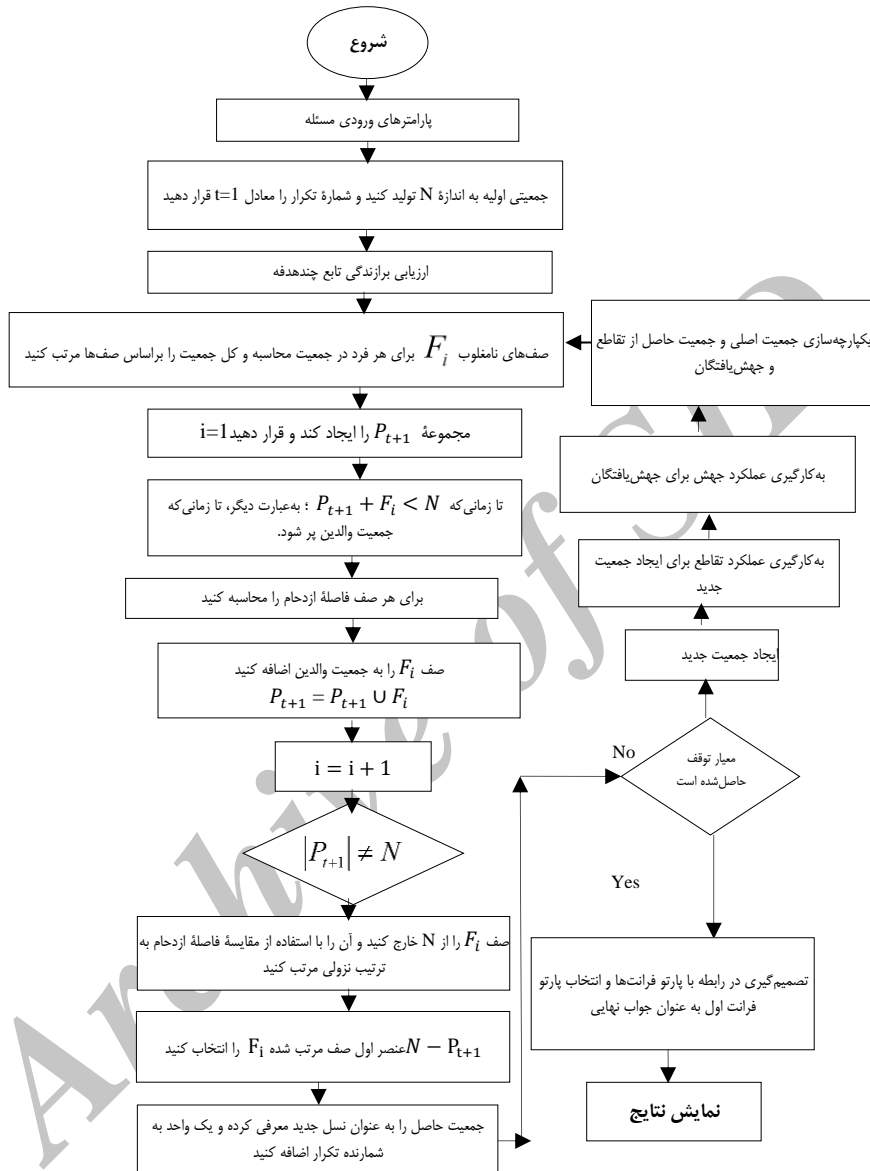 شروع
پارامترهای ورودی مسئله
جمعیتی اولیه به اندازهٔ N تولید کنید و شمارهٔ تکرار را معادل t=1 قرار دهید
ارزیابی برازندگی تابع چندهدفه
صف‌های نامغلوب F_i برای هر فرد در جمعیت محاسبه و کل جمعیت را براساس صف‌ها مرتب کنید
مجموعهٔ P_{t+1} را ایجاد کند و قرار دهید i=1
تا زمانی‌که P_{t+1} + F_i < N ؛ به‌عبارت دیگر، تا زمانی‌که
جمعیت والدین پر شود.
برای هر صف فاصلهٔ ازدحام را محاسبه کنید
صف F_i را به جمعیت والدین اضافه کنید
P_{t+1} = P_{t+1} ∪ F_i
i = i + 1
|P_{t+1}| ≠ N
صف F_i را از N خارج کنید و آن را با استفاده از مقایسهٔ فاصلهٔ ازدحام به
ترتیب نزولی مرتب کنید
N − P_{t+1} عنصر اول صف مرتب شده F_i را انتخاب کنید
جمعیت حاصل را به عنوان نسل جدید معرفی کرده و یک واحد به
شمارنده تکرار اضافه کنید
معیار توقف
حاصل‌شده است
No
Yes
ایجاد جمعیت جدید
به‌کارگیری عملکرد تقاطع برای ایجاد جمعیت
جدید
به‌کارگیری عملکرد جهش برای جهش‌یافتگان
یکپارچه‌سازی جمعیت اصلی و جمعیت حاصل از تقاطع
و جهش‌یافتگان
تصمیم‌گیری در رابطه با پارتو فرانت‌ها و انتخاب پارتو
فرانت اول به عنوان جواب نهایی
نمایش نتایج
Archive of SID